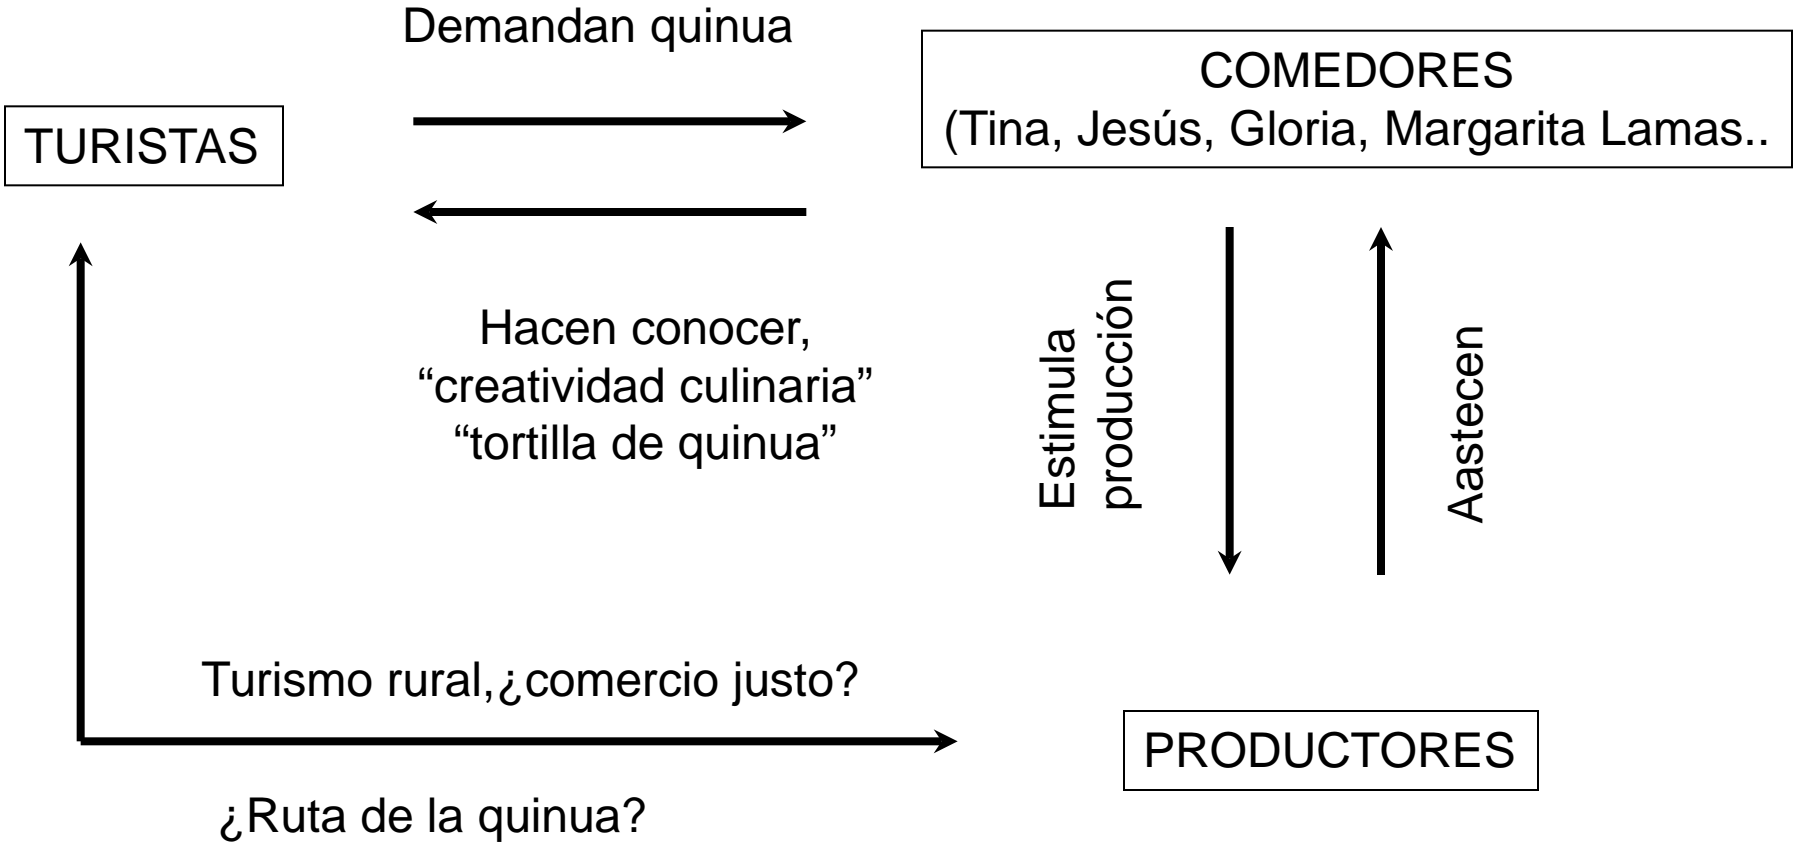 Demandan quinua
COMEDORES
(Tina, Jesús, Gloria, Margarita Lamas..
TURISTAS
Hacen conocer,
“creatividad culinaria”
“tortilla de quinua”
Estimula
producción
Aastecen
Turismo rural,¿comercio justo?
PRODUCTORES
¿Ruta de la quinua?